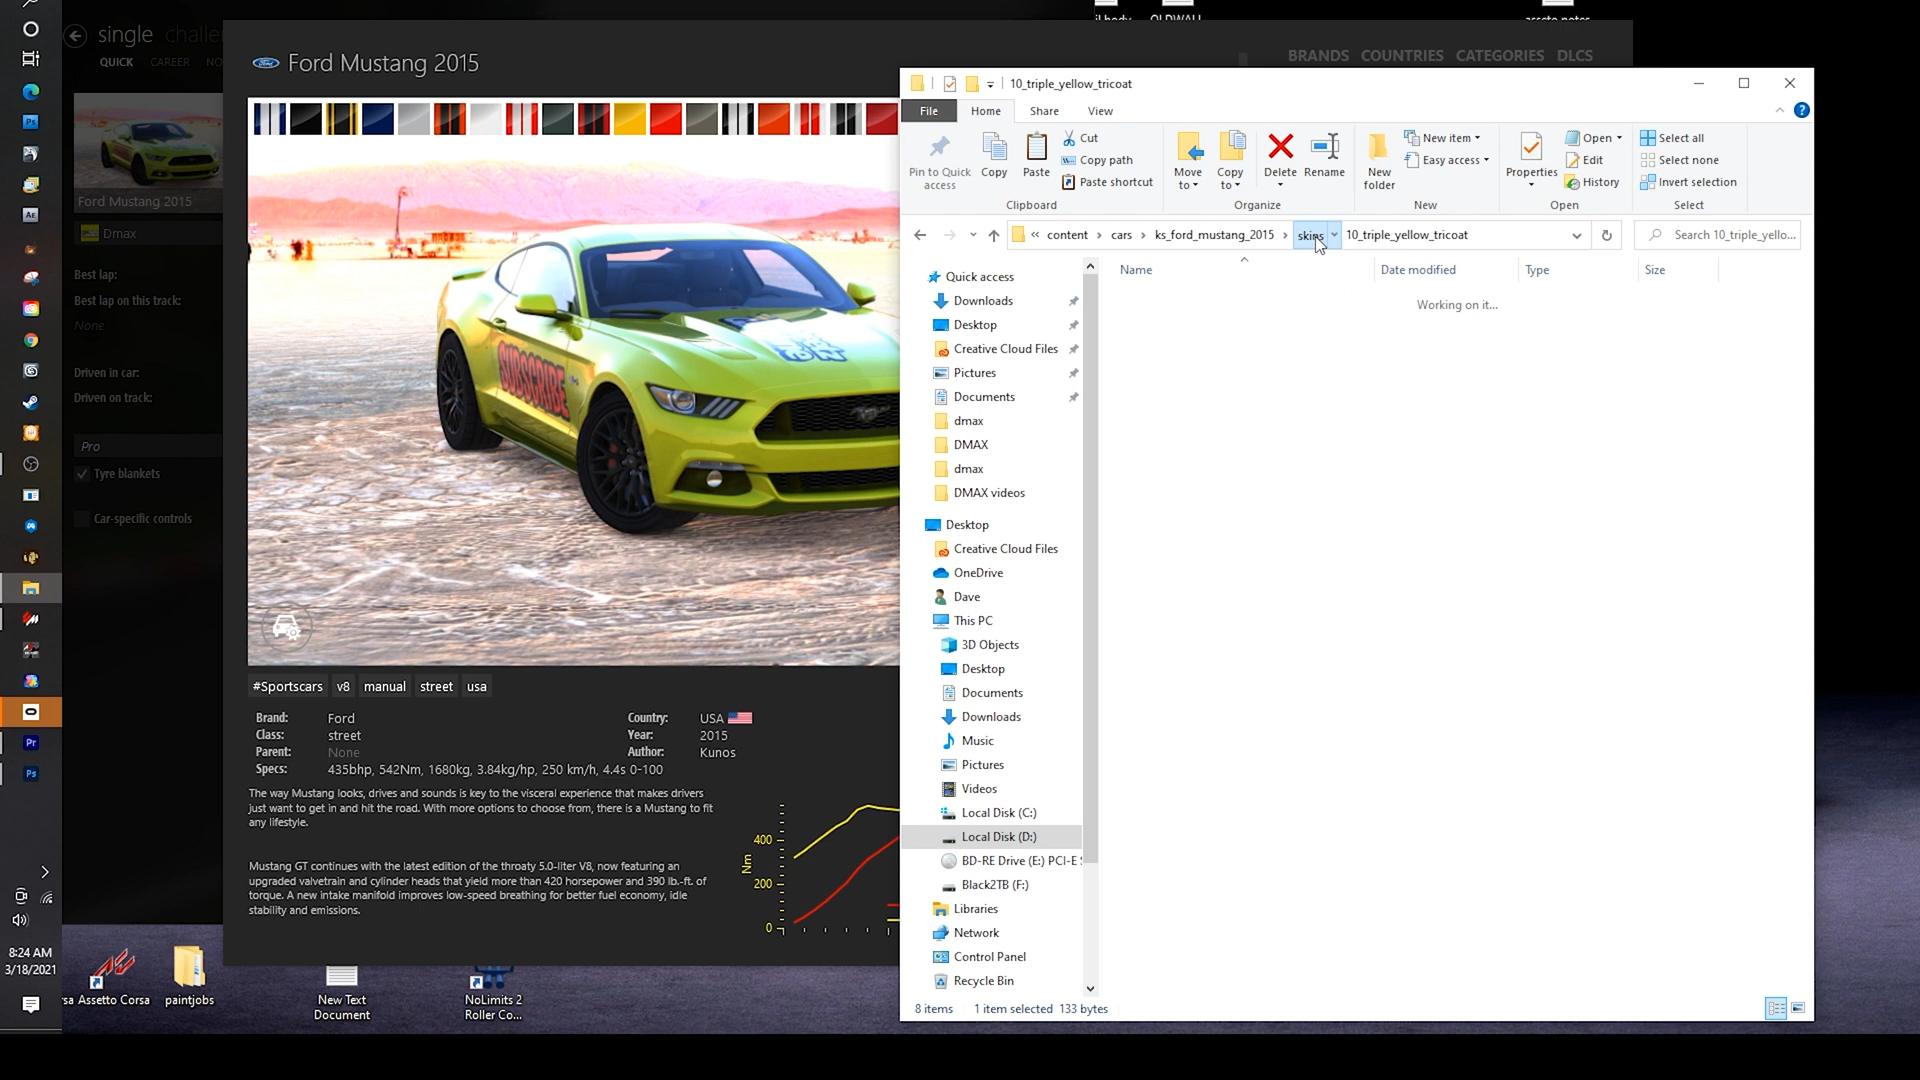 single challe
QUICK CAREER NO
Ford Mustang 2015
Dmax
Best lap:
Best lap on this track:
None
Driven in car:
Driven on track:
Pro
Tyre blankets
Car-specific controls
Ford Mustang 2015
BRANDS COUNTRIES CATEGORIES DLCS
SUBSCRIBE
#Sportscars v8 manual street usa
Brand: Ford
Class: street
Parent: None
Specs: 435bhp, 542Nm, 1680kg, 3.84kg/hp, 250 km/h, 4.4s 0-100
Country: USA
Year: 2015
Author: Kunos
The way Mustang looks, drives and sounds is key to the visceral experience that makes drivers
just want to get in and hit the road. With more options to choose from, there is a Mustang to fit
any lifestyle.
Mustang GT continues with the latest edition of the throaty 5.0-liter V8, now featuring an
upgraded valvetrain and cylinder heads that yield more than 420 horsepower and 390 lb.-ft. of
torque. A new intake manifold improves low-speed breathing for better fuel economy, idle
stability and emissions.
Nm
400
200
0
10_triple_yellow_tricoat
File Home Share View
Pin to Quick
access
Copy
Paste
Cut
Copy path
Paste shortcut
Clipboard
Move
to
Copy
to
Delete
Rename
Organize
New
folder
New item
Easy access
New
Properties
Open
Edit
History
Open
Select all
Select none
Invert selection
Select
content cars ks_ford_mustang_2015 skins 10_triple_yellow_tricoat
Search 10_triple_yello...
Name Date modified Type Size
Working on it...
Quick access
Downloads
Desktop
Creative Cloud Files
Pictures
Documents
dmax
DMAX
dmax
DMAX videos
Desktop
Creative Cloud Files
OneDrive
Dave
This PC
3D Objects
Desktop
Documents
Downloads
Music
Pictures
Videos
Local Disk (C:)
Local Disk (D:)
BD-RE Drive (E:) PCI-E
Black2TB (F:)
Libraries
Network
Control Panel
Recycle Bin
8 items 1 item selected 133 bytes
Ps
AE
Pr
Ps
8:24 AM
3/18/2021
sa Assetto Corsa
paintjobs
New Text
Document
NoLimits 2
Roller Co...